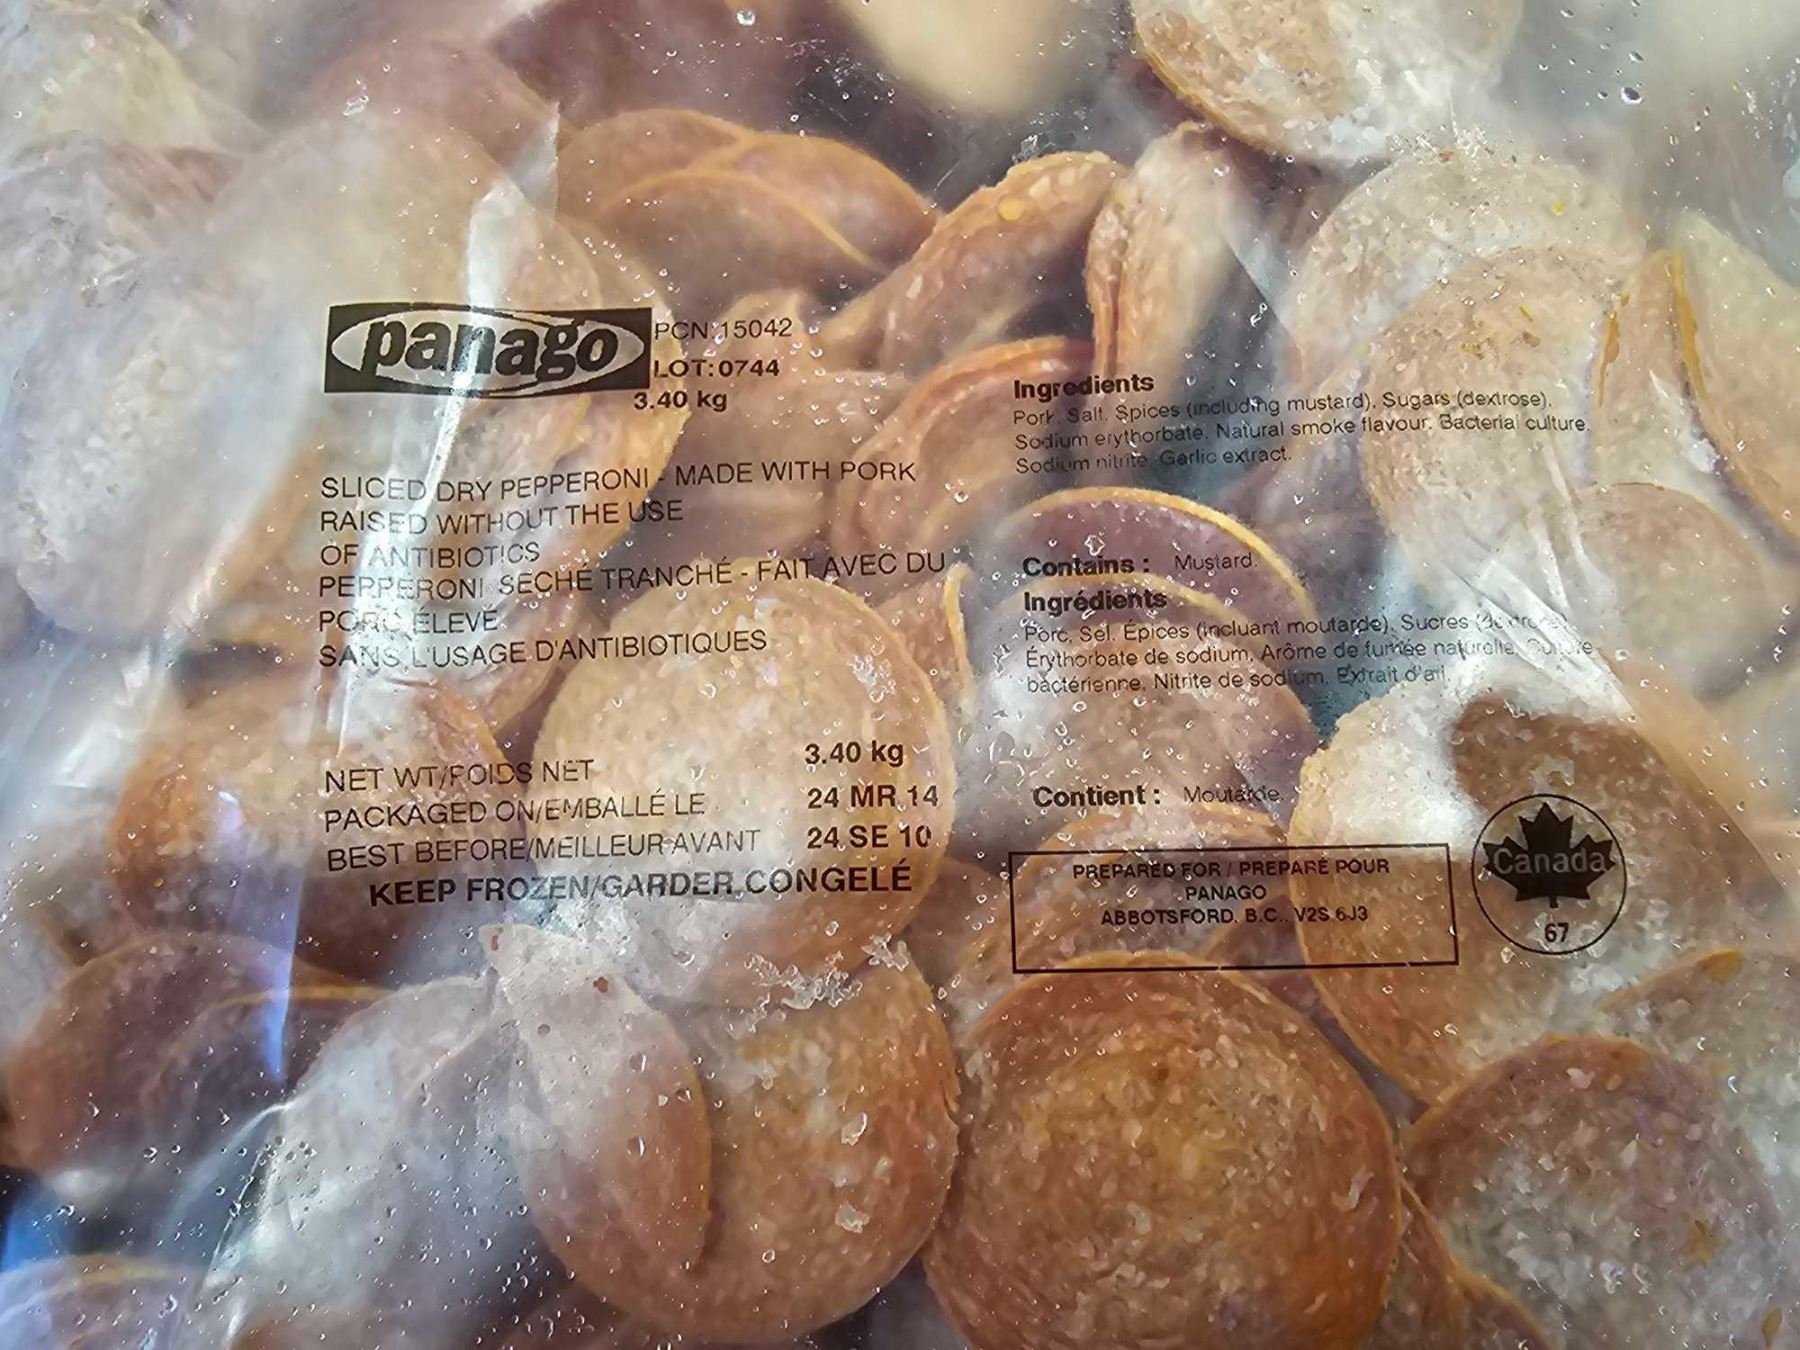 panago
PCN:15042
LOT:0744
3.40 kg
SLICED DRY PEPPERONI - MADE WITH PORK
RAISED WITHOUT THE USE
OF ANTIBIOTICS
PEPPERONI SÉCHÉ TRANCHÉ - FAIT AVEC DU
PORC ÉLEVÉ
SANS L'USAGE D'ANTIBIOTIQUES
NET WT/POIDS NET 3.40 kg
PACKAGED ON/EMBALLÉ LE 24 MR 14
BEST BEFORE/MEILLEUR AVANT 24 SE 10
KEEP FROZEN/GARDER CONGELÉ
Ingredients
Pork, Salt, Spices (including mustard), Sugars (dextrose),
Sodium erythorbate, Natural smoke flavour, Bacterial culture,
Sodium nitrite, Garlic extract.
Contains : Mustard.
Ingrédients
Porc, Sel, Épices (incluant moutarde), Sucres (dextrose),
Érythorbate de sodium, Arôme de fumée naturelle, Culture
bactérienne, Nitrite de sodium, Extrait d'ail.
Contient : Moutarde.
PREPARED FOR / PREPARÉ POUR
PANAGO
ABBOTSFORD, B.C., V2S 6J3
Canada
67